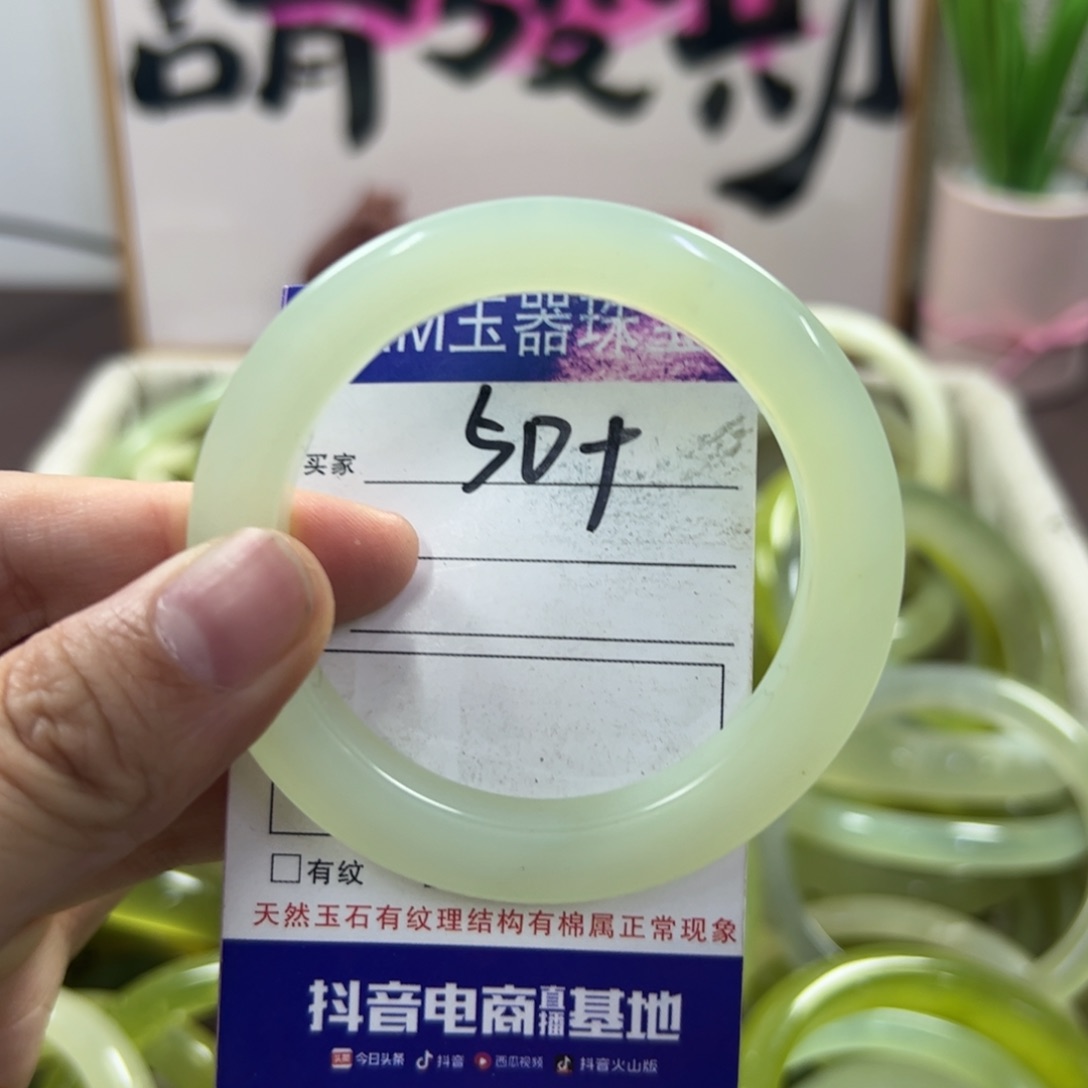 M玉器珠宝
50+
买家
有纹
天然玉石有纹理结构有棉属正常现象
抖音电商直播基地
今日头条 抖音 西瓜视频 抖音火山版